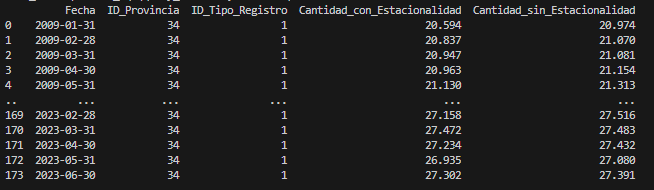 Fecha ID_Provincia ID_Tipo_Registro Cantidad_con_Estacionalidad Cantidad_sin_Estacionalidad
0 2009-01-31 34 1 20.594 20.974
1 2009-02-28 34 1 20.837 21.070
2 2009-03-31 34 1 20.947 21.081
3 2009-04-30 34 1 20.963 21.154
4 2009-05-31 34 1 21.130 21.313
.. ... ... ... ... ...
169 2023-02-28 34 1 27.158 27.516
170 2023-03-31 34 1 27.472 27.483
171 2023-04-30 34 1 27.234 27.432
172 2023-05-31 34 1 26.935 27.080
173 2023-06-30 34 1 27.302 27.391